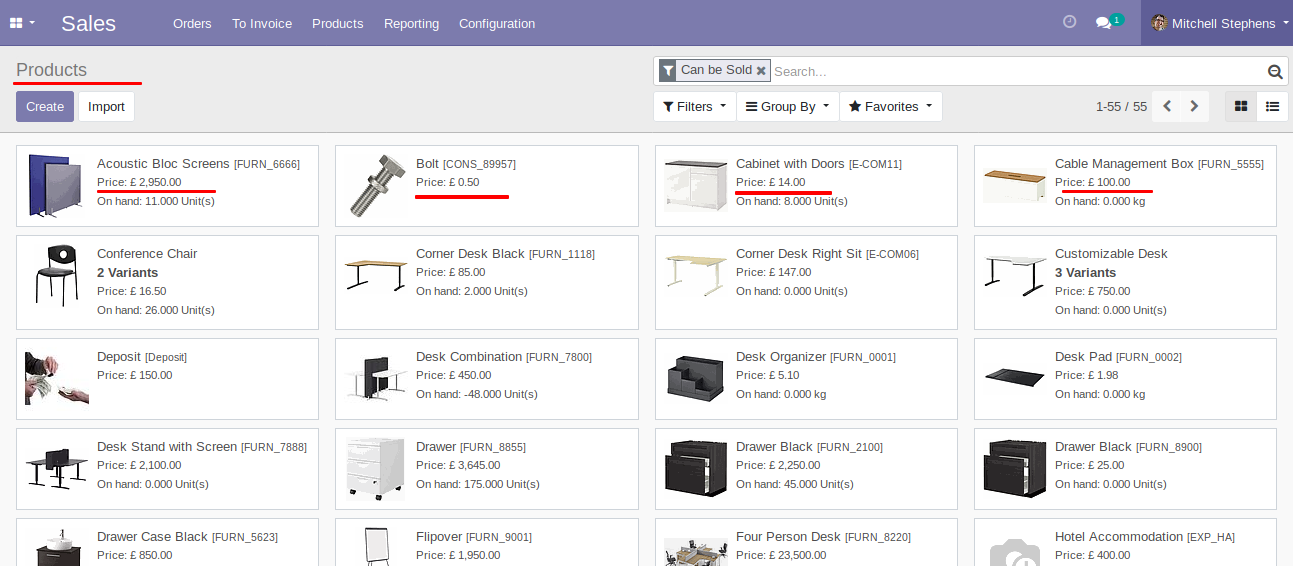 Sales Orders To Invoice Products Reporting Configuration 1 Mitchell Stephens
Products
Can be Sold Search...
Create Import Filters Group By Favorites 1-55 / 55
Acoustic Bloc Screens [FURN_6666]
Price: £ 2,950.00
On hand: 11.000 Unit(s)
Bolt [CONS_89957]
Price: £ 0.50
Cabinet with Doors [E-COM11]
Price: £ 14.00
On hand: 8.000 Unit(s)
Cable Management Box [FURN_5555]
Price: £ 100.00
On hand: 0.000 kg
Conference Chair
2 Variants
Price: £ 16.50
On hand: 26.000 Unit(s)
Corner Desk Black [FURN_1118]
Price: £ 85.00
On hand: 2.000 Unit(s)
Corner Desk Right Sit [E-COM06]
Price: £ 147.00
On hand: 0.000 Unit(s)
Customizable Desk
3 Variants
Price: £ 750.00
On hand: 0.000 Unit(s)
Deposit [Deposit]
Price: £ 150.00
Desk Combination [FURN_7800]
Price: £ 450.00
On hand: -48.000 Unit(s)
Desk Organizer [FURN_0001]
Price: £ 5.10
On hand: 0.000 kg
Desk Pad [FURN_0002]
Price: £ 1.98
On hand: 0.000 kg
Desk Stand with Screen [FURN_7888]
Price: £ 2,100.00
On hand: 0.000 Unit(s)
Drawer [FURN_8855]
Price: £ 3,645.00
On hand: 175.000 Unit(s)
Drawer Black [FURN_2100]
Price: £ 2,250.00
On hand: 45.000 Unit(s)
Drawer Black [FURN_8900]
Price: £ 25.00
On hand: 0.000 Unit(s)
Drawer Case Black [FURN_5623]
Price: £ 850.00
Flipover [FURN_9001]
Price: £ 1,950.00
Four Person Desk [FURN_8220]
Price: £ 23,500.00
Hotel Accommodation [EXP_HA]
Price: £ 400.00